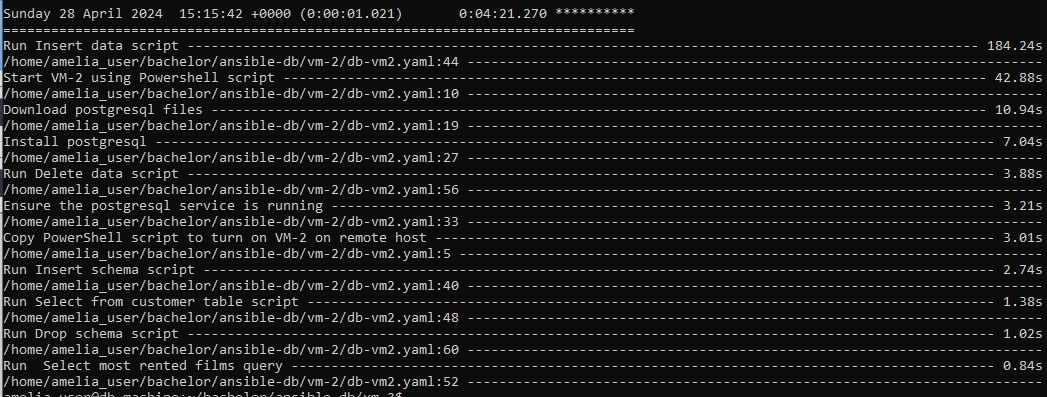 Sunday 28 April 2024  15:15:42 +0000 (0:00:01.021)       0:04:21.270 **********
===============================================================================
Run Insert data script --------------------------------------------------------------------------------------------------- 184.24s
/home/amelia_user/bachelor/ansible-db/vm-2/db-vm2.yaml:44 ------------------------------------------------------------------------
Start VM-2 using Powershell script ---------------------------------------------------------------------------------------- 42.88s
/home/amelia_user/bachelor/ansible-db/vm-2/db-vm2.yaml:10 ------------------------------------------------------------------------
Download postgresql files ------------------------------------------------------------------------------------------------- 10.94s
/home/amelia_user/bachelor/ansible-db/vm-2/db-vm2.yaml:19 ------------------------------------------------------------------------
Install postgresql --------------------------------------------------------------------------------------------------------- 7.04s
/home/amelia_user/bachelor/ansible-db/vm-2/db-vm2.yaml:27 ------------------------------------------------------------------------
Run Delete data script ----------------------------------------------------------------------------------------------------- 3.88s
/home/amelia_user/bachelor/ansible-db/vm-2/db-vm2.yaml:56 ------------------------------------------------------------------------
Ensure the postgresql service is running ----------------------------------------------------------------------------------- 3.21s
/home/amelia_user/bachelor/ansible-db/vm-2/db-vm2.yaml:33 ------------------------------------------------------------------------
Copy PowerShell script to turn on VM-2 on remote host ---------------------------------------------------------------------- 3.01s
/home/amelia_user/bachelor/ansible-db/vm-2/db-vm2.yaml:5 -------------------------------------------------------------------------
Run Insert schema script --------------------------------------------------------------------------------------------------- 2.74s
/home/amelia_user/bachelor/ansible-db/vm-2/db-vm2.yaml:40 ------------------------------------------------------------------------
Run Select from customer table script -------------------------------------------------------------------------------------- 1.38s
/home/amelia_user/bachelor/ansible-db/vm-2/db-vm2.yaml:48 ------------------------------------------------------------------------
Run Drop schema script ----------------------------------------------------------------------------------------------------- 1.02s
/home/amelia_user/bachelor/ansible-db/vm-2/db-vm2.yaml:60 ------------------------------------------------------------------------
Run  Select most rented films query ---------------------------------------------------------------------------------------- 0.84s
/home/amelia_user/bachelor/ansible-db/vm-2/db-vm2.yaml:52 ------------------------------------------------------------------------
amelia_user@db-machine:~/bachelor/ansible-db/vm-2$